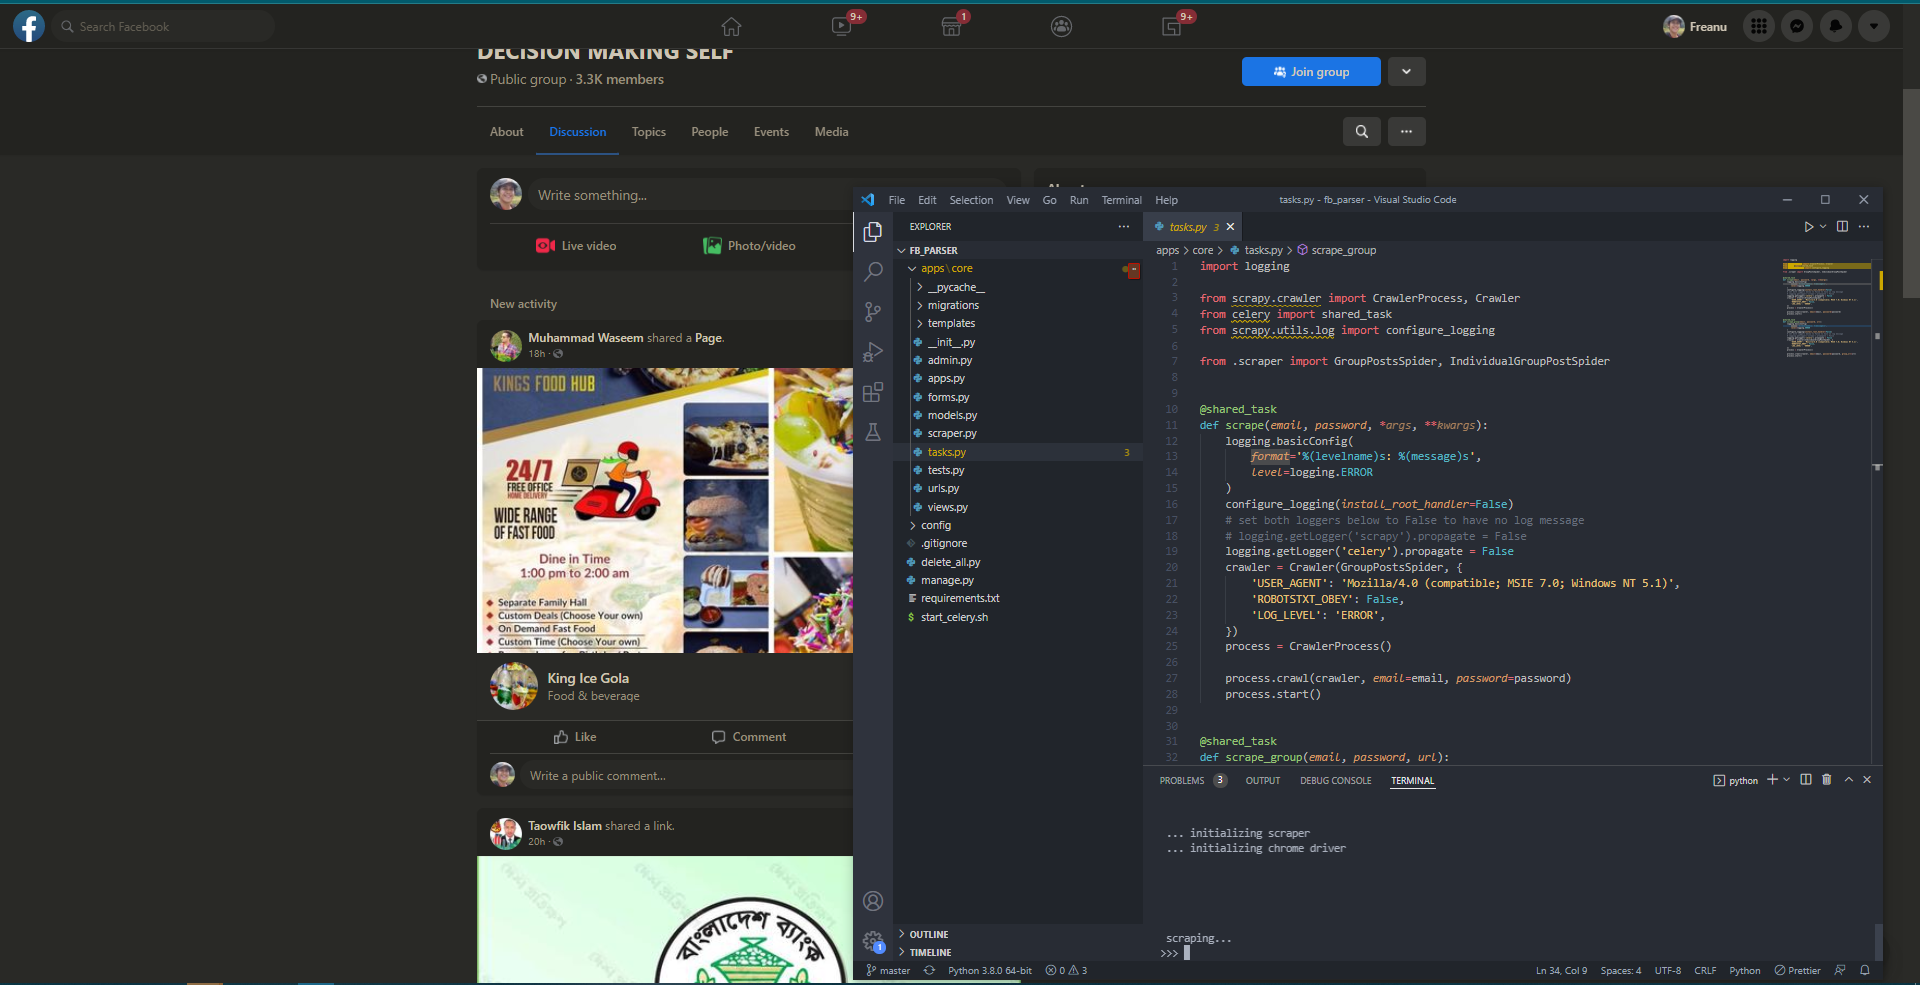 Search Facebook
9+
1
9+
Freanu
DECISION MAKING SELF
Public group · 3.3K members
Join group
About
Discussion
Topics
People
Events
Media
Write something...
Live video
Photo/video
New activity
Muhammad Waseem shared a Page.
18h ·
KINGS FOOD HUB
24/7
FREE OFFICE
HOME DELIVERY
WIDE RANGE
OF FAST FOOD
Dine in Time
1:00 pm to 2:00 am
Separate Family Hall
Custom Deals (Choose Your own)
On Demand Fast Food
Custom Time (Choose Your own)
King Ice Gola
Food & beverage
Like
Comment
Write a public comment...
Taowfik Islam shared a link.
20h ·
বাংলাদেশ ব্যাংক
File Edit Selection View Go Run Terminal Help
tasks.py - fb_parser - Visual Studio Code
EXPLORER
FB_PARSER
apps\core
__pycache__
migrations
templates
__init__.py
admin.py
apps.py
forms.py
models.py
scraper.py
tasks.py 3
tests.py
urls.py
views.py
config
.gitignore
delete_all.py
manage.py
requirements.txt
$ start_celery.sh
OUTLINE
TIMELINE
1
tasks.py 3
apps > core > tasks.py > scrape_group
1 import logging
2
3 from scrapy.crawler import CrawlerProcess, Crawler
4 from celery import shared_task
5 from scrapy.utils.log import configure_logging
6
7 from .scraper import GroupPostsSpider, IndividualGroupPostSpider
8
9
10 @shared_task
11 def scrape(email, password, *args, **kwargs):
12 logging.basicConfig(
13 format='%(levelname)s: %(message)s',
14 level=logging.ERROR
15 )
16 configure_logging(install_root_handler=False)
17 # set both loggers below to False to have no log message
18 # logging.getLogger('scrapy').propagate = False
19 logging.getLogger('celery').propagate = False
20 crawler = Crawler(GroupPostsSpider, {
21 'USER_AGENT': 'Mozilla/4.0 (compatible; MSIE 7.0; Windows NT 5.1)',
22 'ROBOTSTXT_OBEY': False,
23 'LOG_LEVEL': 'ERROR',
24 })
25 process = CrawlerProcess()
26
27 process.crawl(crawler, email=email, password=password)
28 process.start()
29
30
31 @shared_task
32 def scrape_group(email, password, url):
PROBLEMS 3 OUTPUT DEBUG CONSOLE TERMINAL
python
... initializing scraper
... initializing chrome driver
scraping...
>>>
master
Python 3.8.0 64-bit
0
3
Ln 34, Col 9
Spaces: 4
UTF-8
CRLF
Python
Prettier